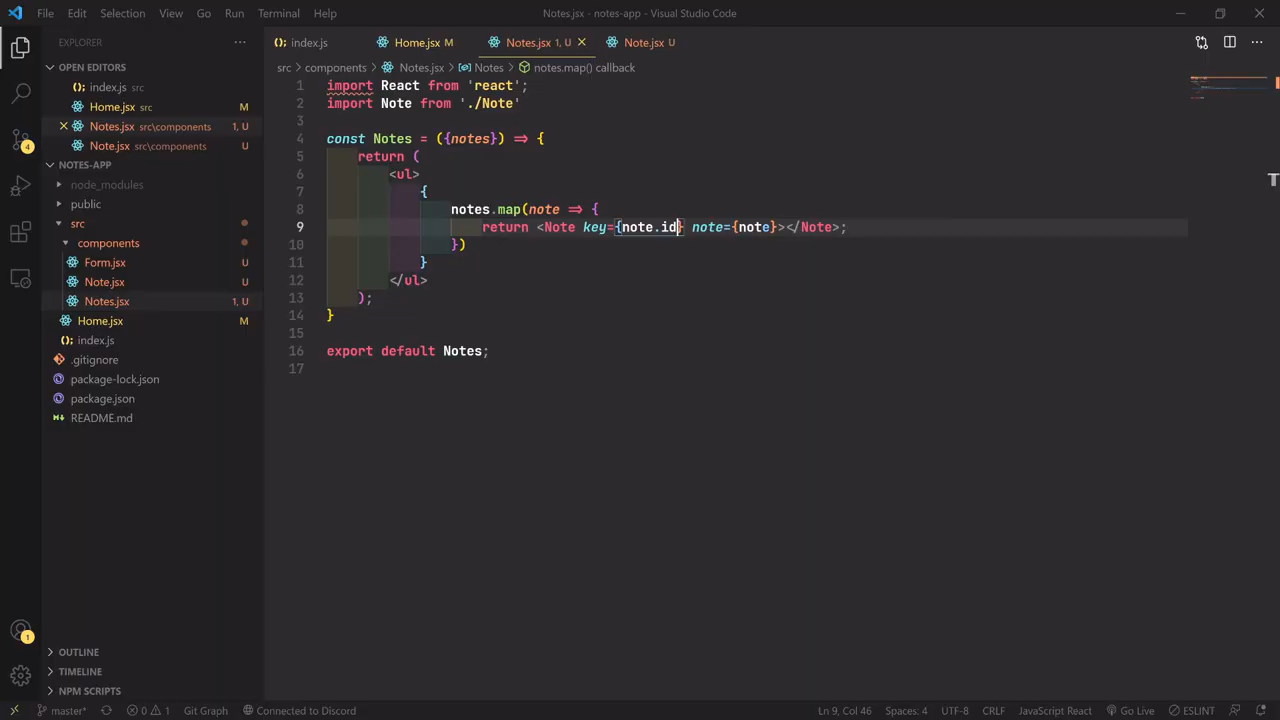 File Edit Selection View Go Run Terminal Help
Notes.jsx - notes-app - Visual Studio Code
EXPLORER
index.js Home.jsx M Notes.jsx 1, U Note.jsx U
OPEN EDITORS
src > components > Notes.jsx > Notes > notes.map() callback
index.js src
Home.jsx src M
Notes.jsx src\components 1, U
Note.jsx src\components U
NOTES-APP
node_modules
public
src
components
Form.jsx U
Note.jsx U
Notes.jsx 1, U
Home.jsx M
index.js
.gitignore
package-lock.json
package.json
README.md
1 import React from 'react';
2 import Note from './Note'
3
4 const Notes = ({notes}) => {
5 return (
6 <ul>
7 {
8 notes.map(note => {
9 return <Note key={note.id} note={note}></Note>;
10 })
11 }
12 </ul>
13 );
14 }
15
16 export default Notes;
17
T
4
1
OUTLINE
TIMELINE
NPM SCRIPTS
master* 0 1 Git Graph Connected to Discord Ln 9, Col 46 Spaces: 4 UTF-8 CRLF JavaScript React Go Live ESLINT